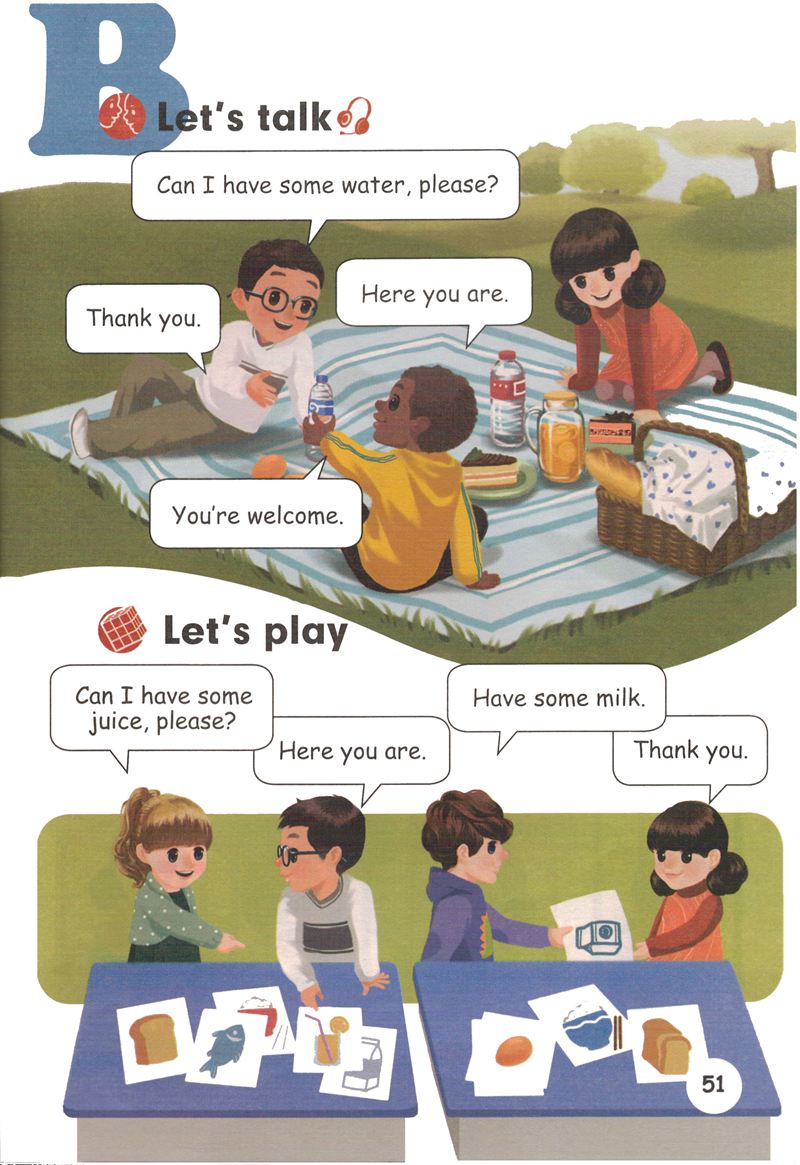 B
Let's talk
Can I have some water, please?
Here you are.
Thank you.
You're welcome.
Let's play
Can I have some
juice, please?
Here you are.
Have some milk.
Thank you.
51